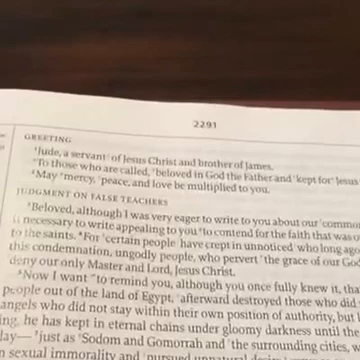 2291
GREETING
Jude, a servant of Jesus Christ and brother of James,
To those who are called, beloved in God the Father and kept for Jesus
May mercy, peace, and love be multiplied to you.
JUDGMENT ON FALSE TEACHERS
Beloved, although I was very eager to write to you about our common
necessary to write appealing to you to contend for the faith that was
to the saints. For certain people have crept in unnoticed who long ago
this condemnation, ungodly people, who pervert the grace of our God
deny our only Master and Lord, Jesus Christ.
Now I want to remind you, although you once fully knew it, that
people out of the land of Egypt, afterward destroyed those who did
angels who did not stay within their own position of authority, but
he has kept in eternal chains under gloomy darkness until the
just as Sodom and Gomorrah and the surrounding cities,
sexual immorality and pursued unnatural